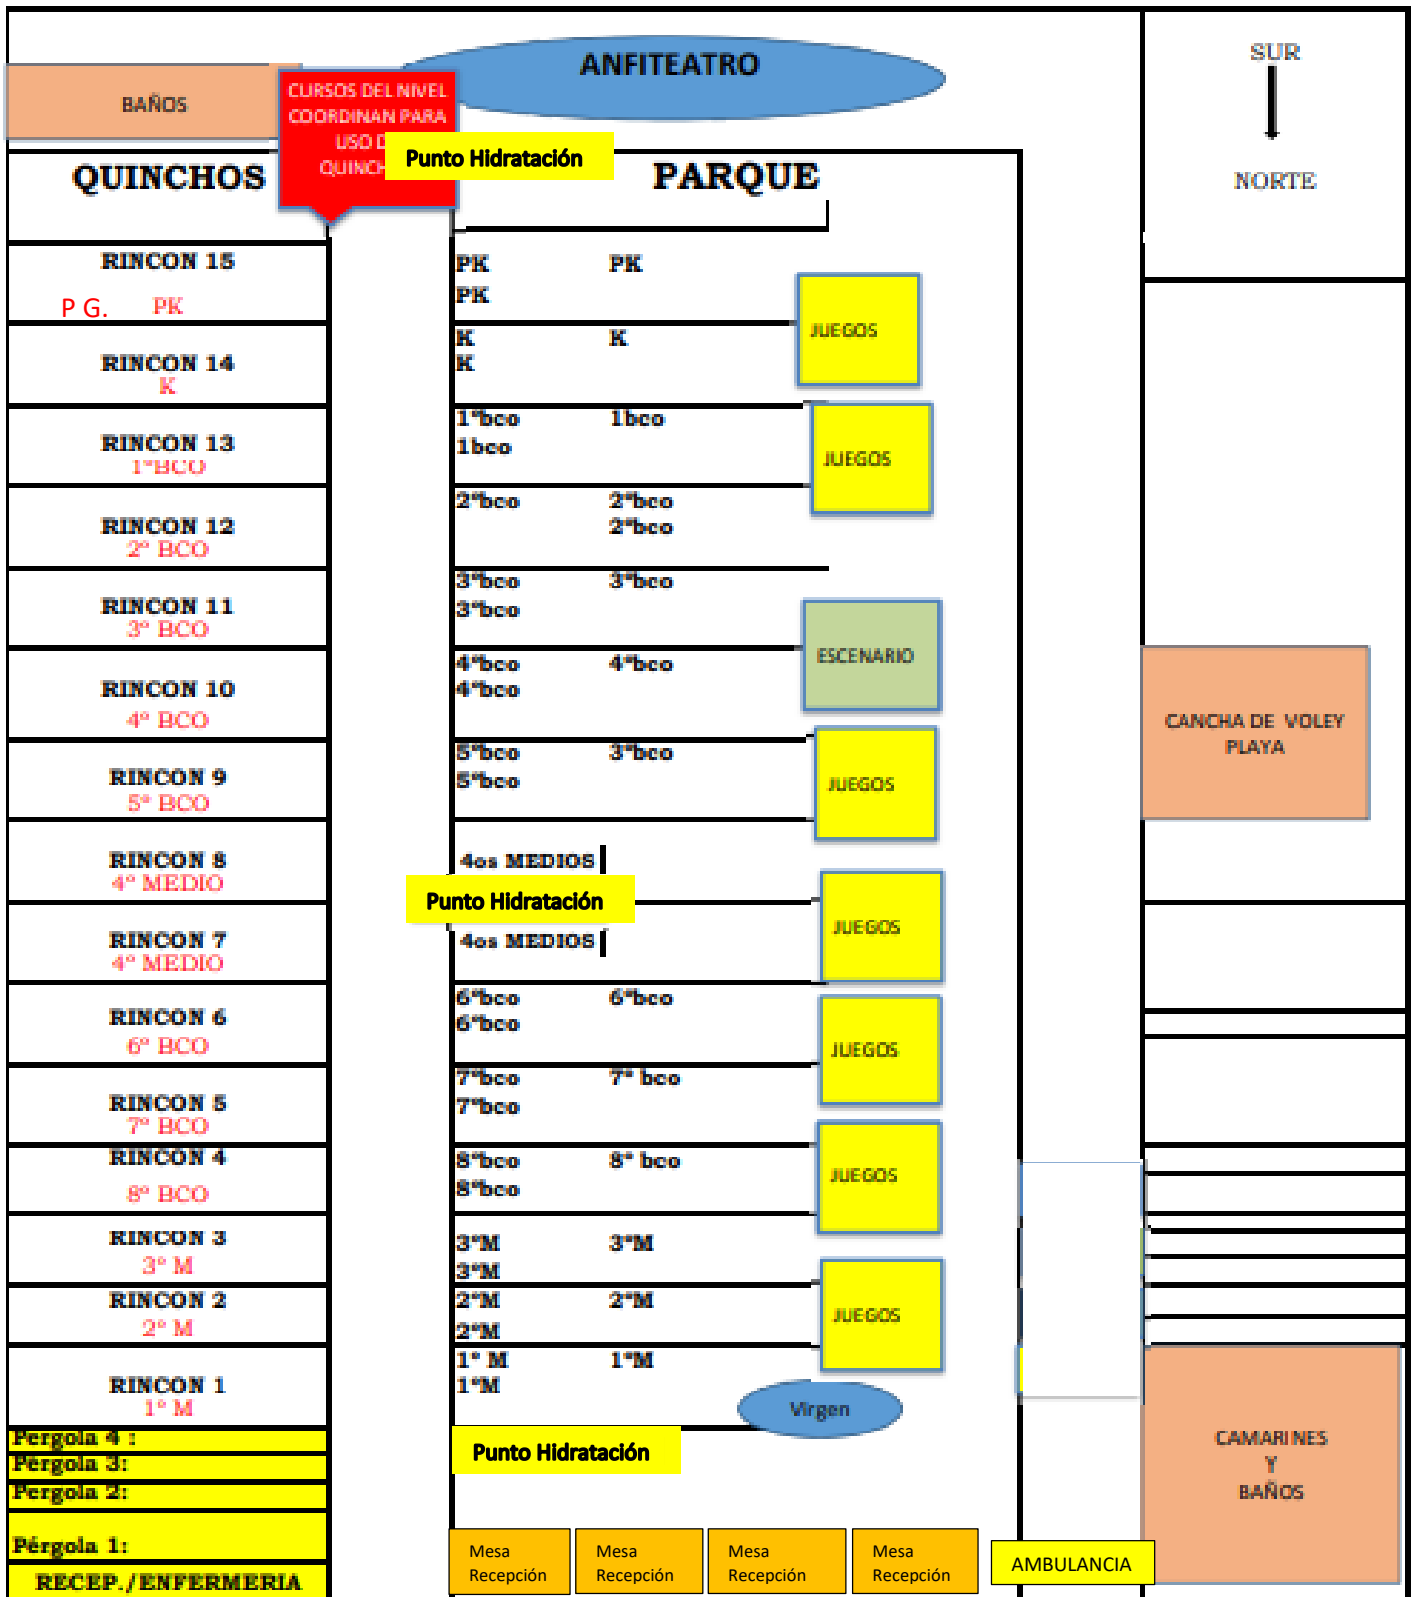 ANFITEATRO
SUR
NORTE
BAÑOS
CURSOS DEL NIVEL
COORDINAN PARA
USO D
QUINCH
Punto Hidratación
QUINCHOS
PARQUE
RINCON 15
P G. PK
PK PK
PK
JUEGOS
RINCON 14
K
K K
K
RINCON 13
1°BCO
1°bco 1bco
1bco
JUEGOS
RINCON 12
2° BCO
2°bco 2°bco
2°bco
RINCON 11
3° BCO
3°bco 3°bco
3°bco
ESCENARIO
RINCON 10
4° BCO
4°bco 4°bco
4°bco
CANCHA DE VOLEY
PLAYA
RINCON 9
5° BCO
5°bco 3°bco
5°bco
JUEGOS
RINCON 8
4° MEDIO
4os MEDIOS
Punto Hidratación
JUEGOS
RINCON 7
4° MEDIO
4os MEDIOS
RINCON 6
6° BCO
6°bco 6°bco
6°bco
JUEGOS
RINCON 5
7° BCO
7°bco 7° bco
7°bco
RINCON 4
8° BCO
8°bco 8° bco
8°bco
JUEGOS
RINCON 3
3° M
3°M 3°M
3°M
RINCON 2
2° M
2°M 2°M
2°M
JUEGOS
RINCON 1
1° M
1° M 1°M
1°M
Virgen
Pergola 4 :
Pérgola 3:
Pergola 2:
Pérgola 1:
RECEP./ENFERMERIA
Punto Hidratación
CAMARINES
Y
BAÑOS
Mesa
Recepción
Mesa
Recepción
Mesa
Recepción
Mesa
Recepción
AMBULANCIA